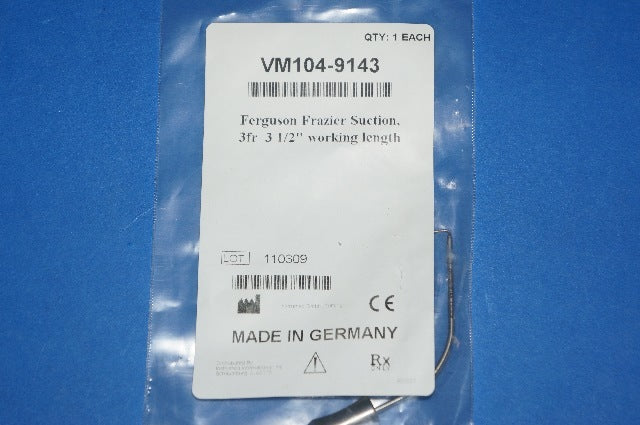 QTY: 1 EACH
VM104-9143
Ferguson Frazier Suction,
3fr 3 1/2" working length
LOT 110309
CE
MADE IN GERMANY
Rx
ONLY